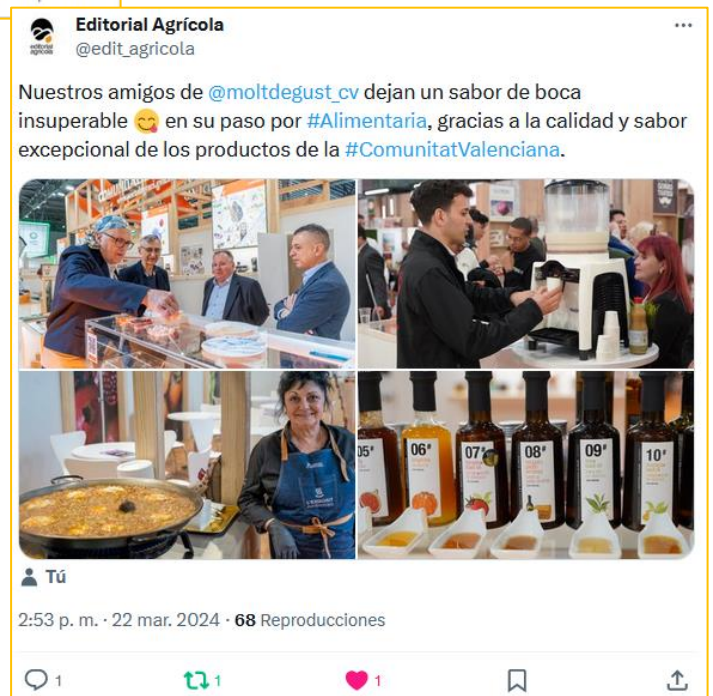 Editorial Agrícola
@edit_agricola
...
Nuestros amigos de @moltdegust_cv dejan un sabor de boca
insuperable 😋 en su paso por #Alimentaria, gracias a la calidad y sabor
excepcional de los productos de la #ComunitatValenciana.
05#
06#
07#
08#
09#
10#
Tú
2:53 p. m. · 22 mar. 2024 · 68 Reproducciones
1
1
1